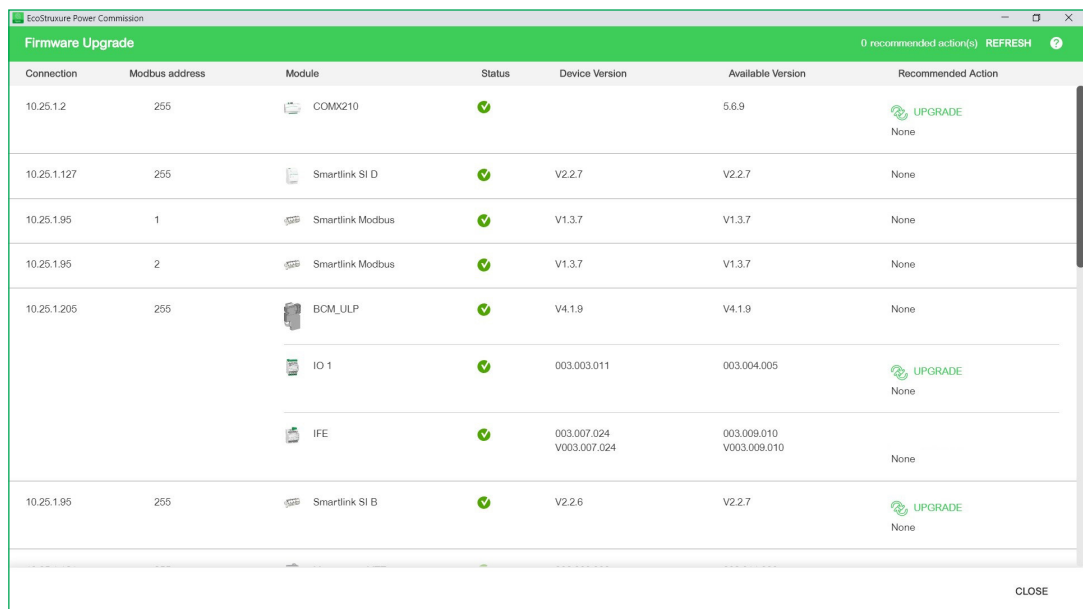 EcoStruxure Power Commission
Firmware Upgrade 0 recommended action(s) REFRESH ?
Connection Modbus address Module Status Device Version Available Version Recommended Action
10.25.1.2 255 COMX210 5.6.9 UPGRADE
None
10.25.1.127 255 Smartlink SI D V2.2.7 V2.2.7 None
10.25.1.95 1 Smartlink Modbus V1.3.7 V1.3.7 None
10.25.1.95 2 Smartlink Modbus V1.3.7 V1.3.7 None
10.25.1.205 255 BCM_ULP V4.1.9 V4.1.9 None
IO 1 003.003.011 003.004.005 UPGRADE
None
IFE 003.007.024 003.009.010
V003.007.024 V003.009.010
None
10.25.1.95 255 Smartlink SI B V2.2.6 V2.2.7 UPGRADE
None
CLOSE